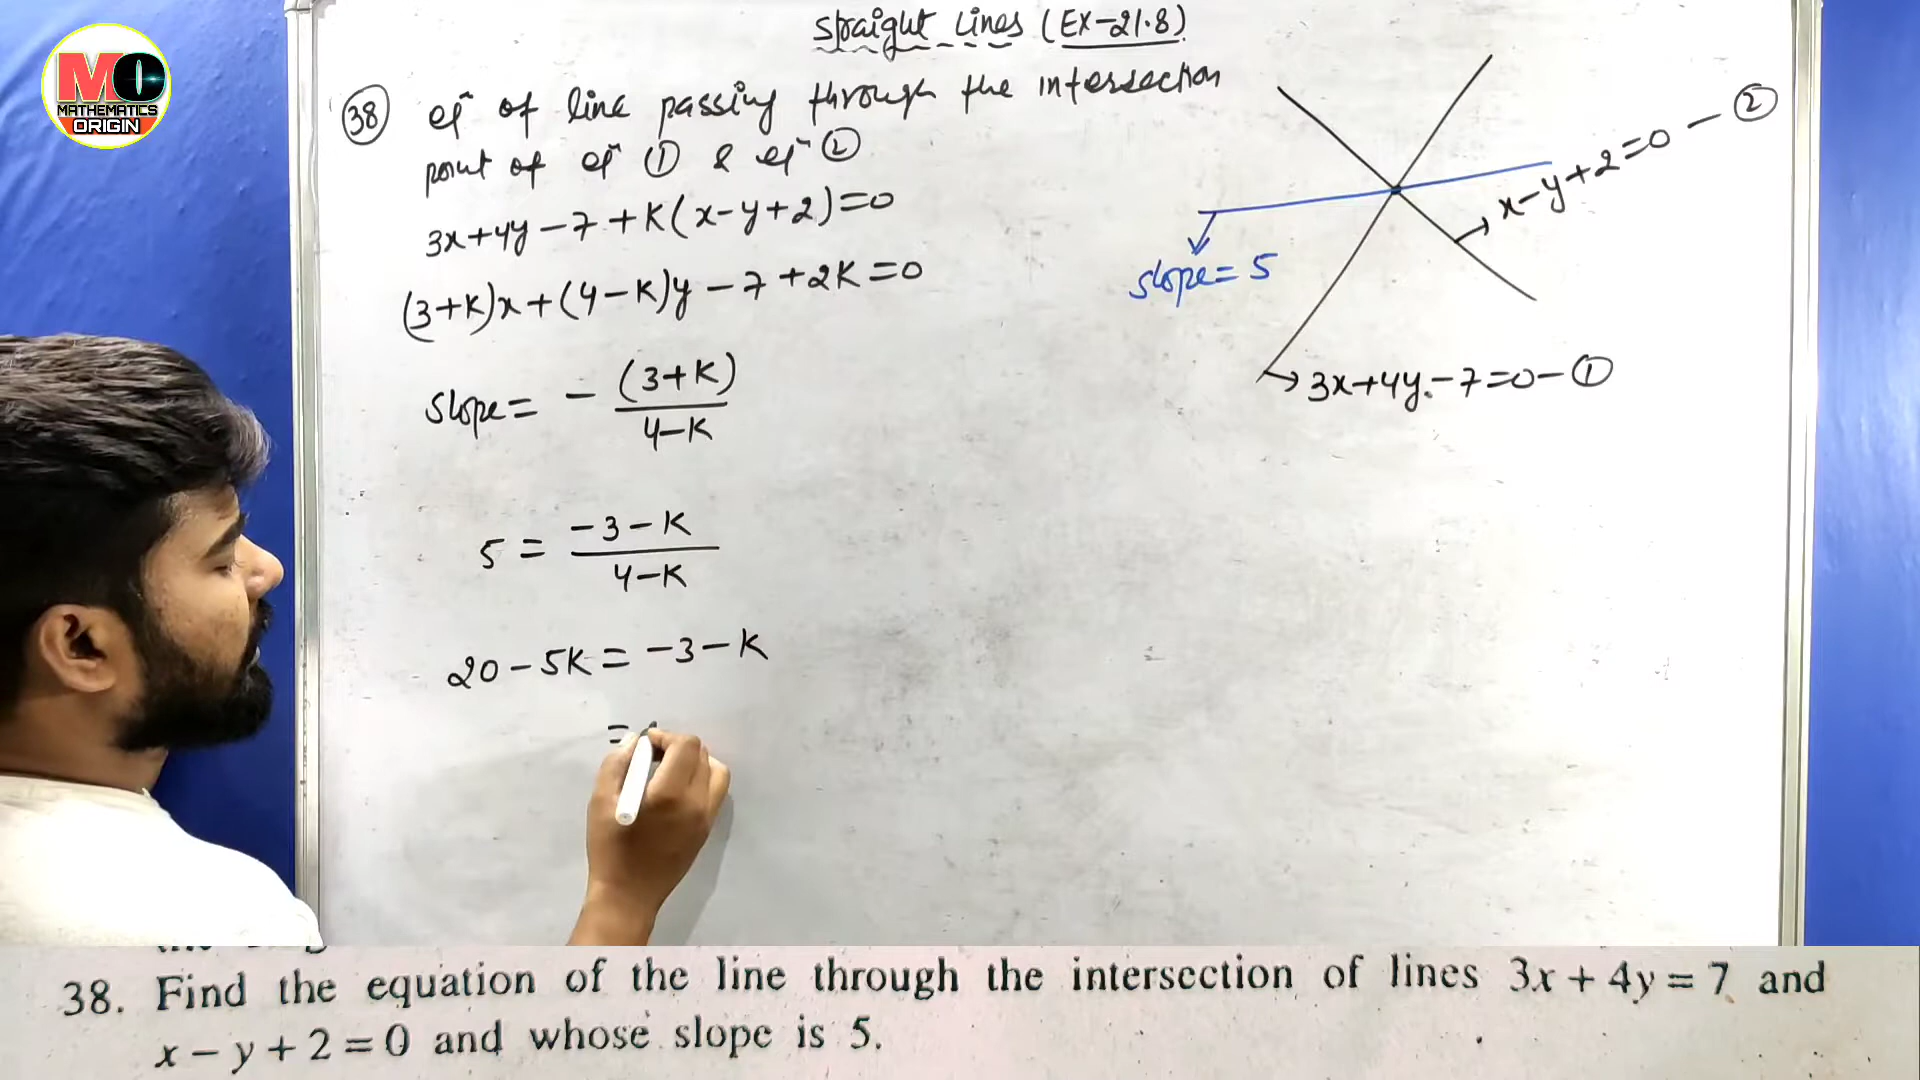 MO
MATHEMATICS
ORIGIN
Straight Lines (EX-21.8)
38 eqⁿ of line passing through the intersection
point of eqⁿ ① & eqⁿ ②
3x+4y-7+K(x-y+2)=0
(3+K)x+(4-K)y-7+2K=0
slope= - (3+K)/4-K
5 = -3-K/4-K
20-5K = -3-K
=
x-y+2=0 - ②
slope= 5
3x+4y-7=0-①
38. Find the equation of the line through the intersection of lines 3x + 4y = 7 and
x - y + 2 = 0 and whose slope is 5.